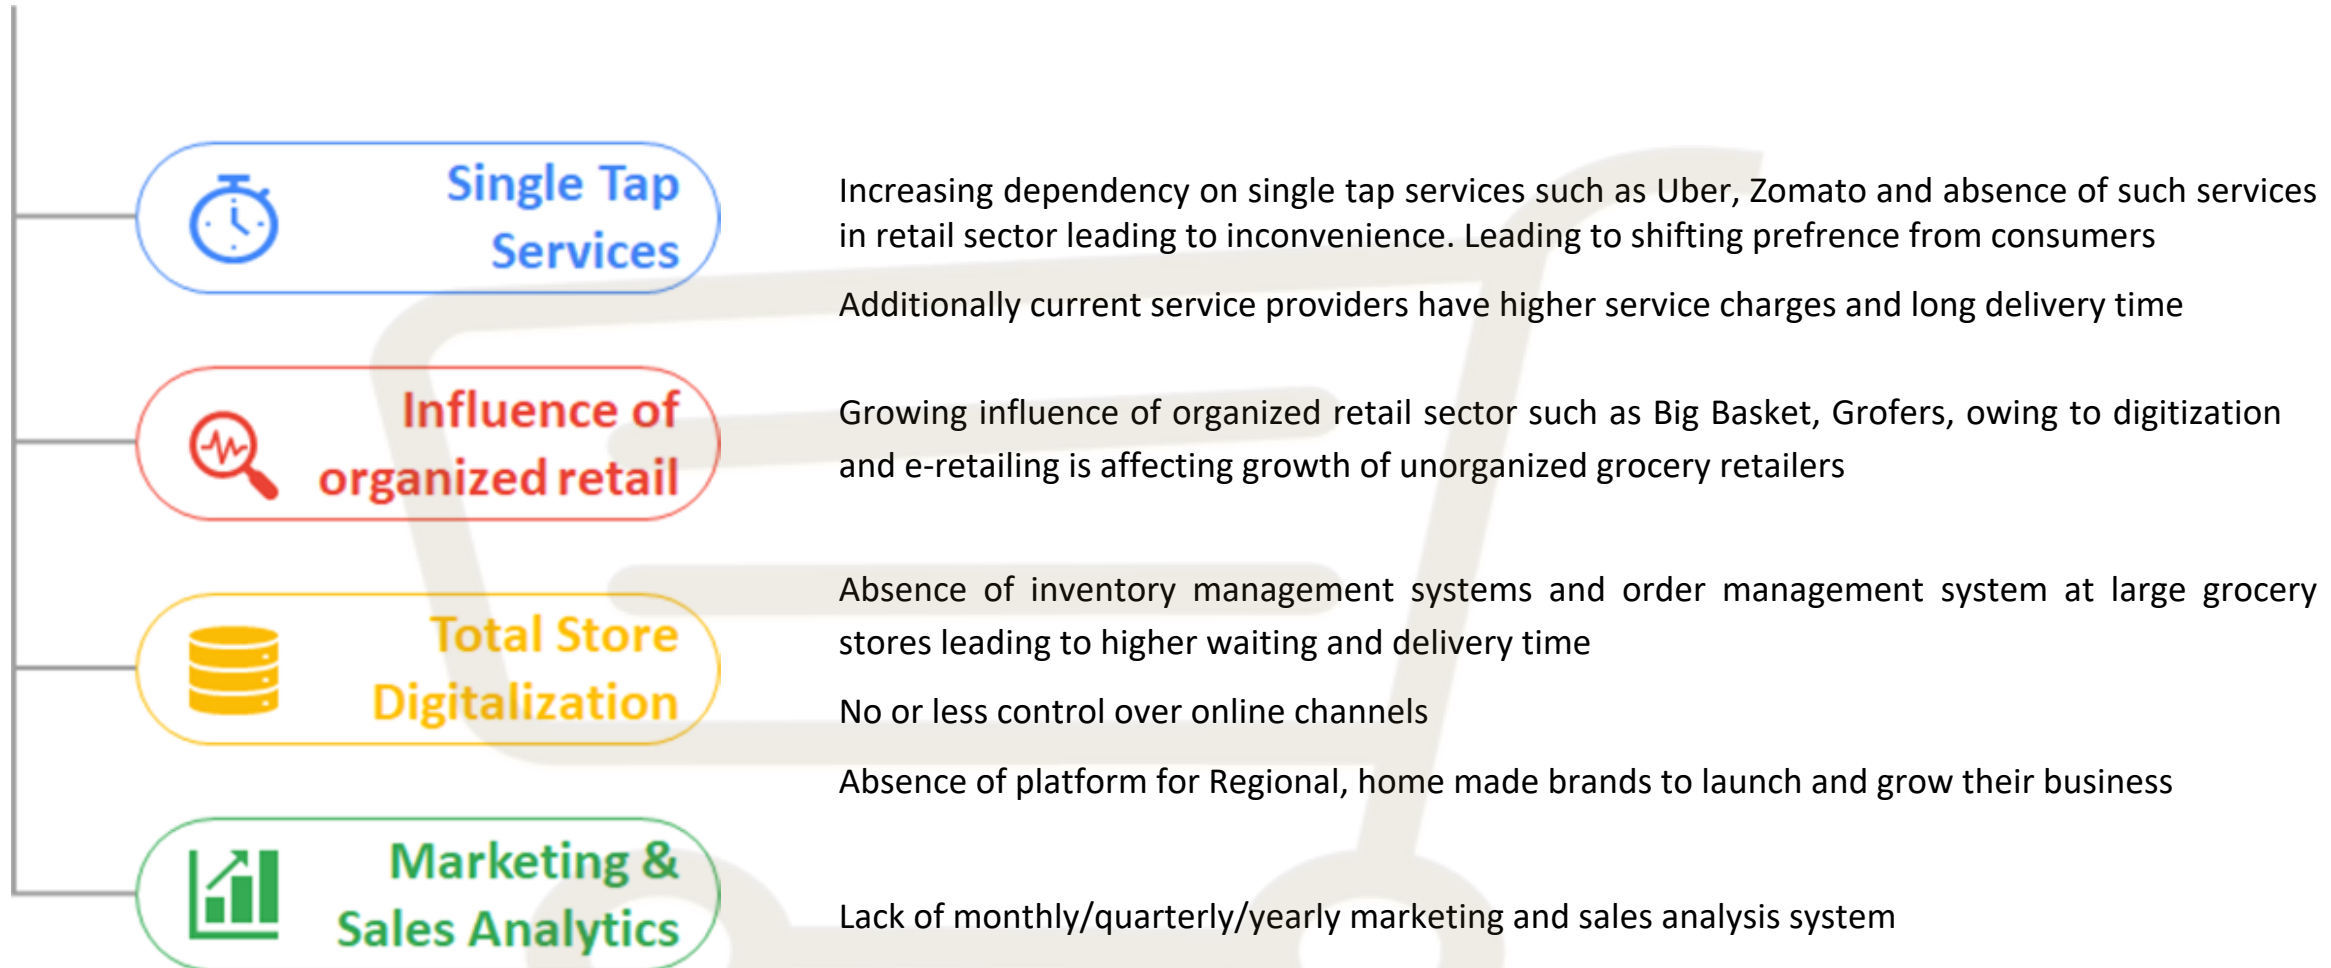 Single Tap
Services
Increasing dependency on single tap services such as Uber, Zomato and absence of such services
in retail sector leading to inconvenience. Leading to shifting prefrence from consumers
Additionally current service providers have higher service charges and long delivery time
Influence of
organized retail
Growing influence of organized retail sector such as Big Basket, Grofers, owing to digitization
and e-retailing is affecting growth of unorganized grocery retailers
Total Store
Digitalization
Absence of inventory management systems and order management system at large grocery
stores leading to higher waiting and delivery time
No or less control over online channels
Absence of platform for Regional, home made brands to launch and grow their business
Marketing &
Sales Analytics
Lack of monthly/quarterly/yearly marketing and sales analysis system